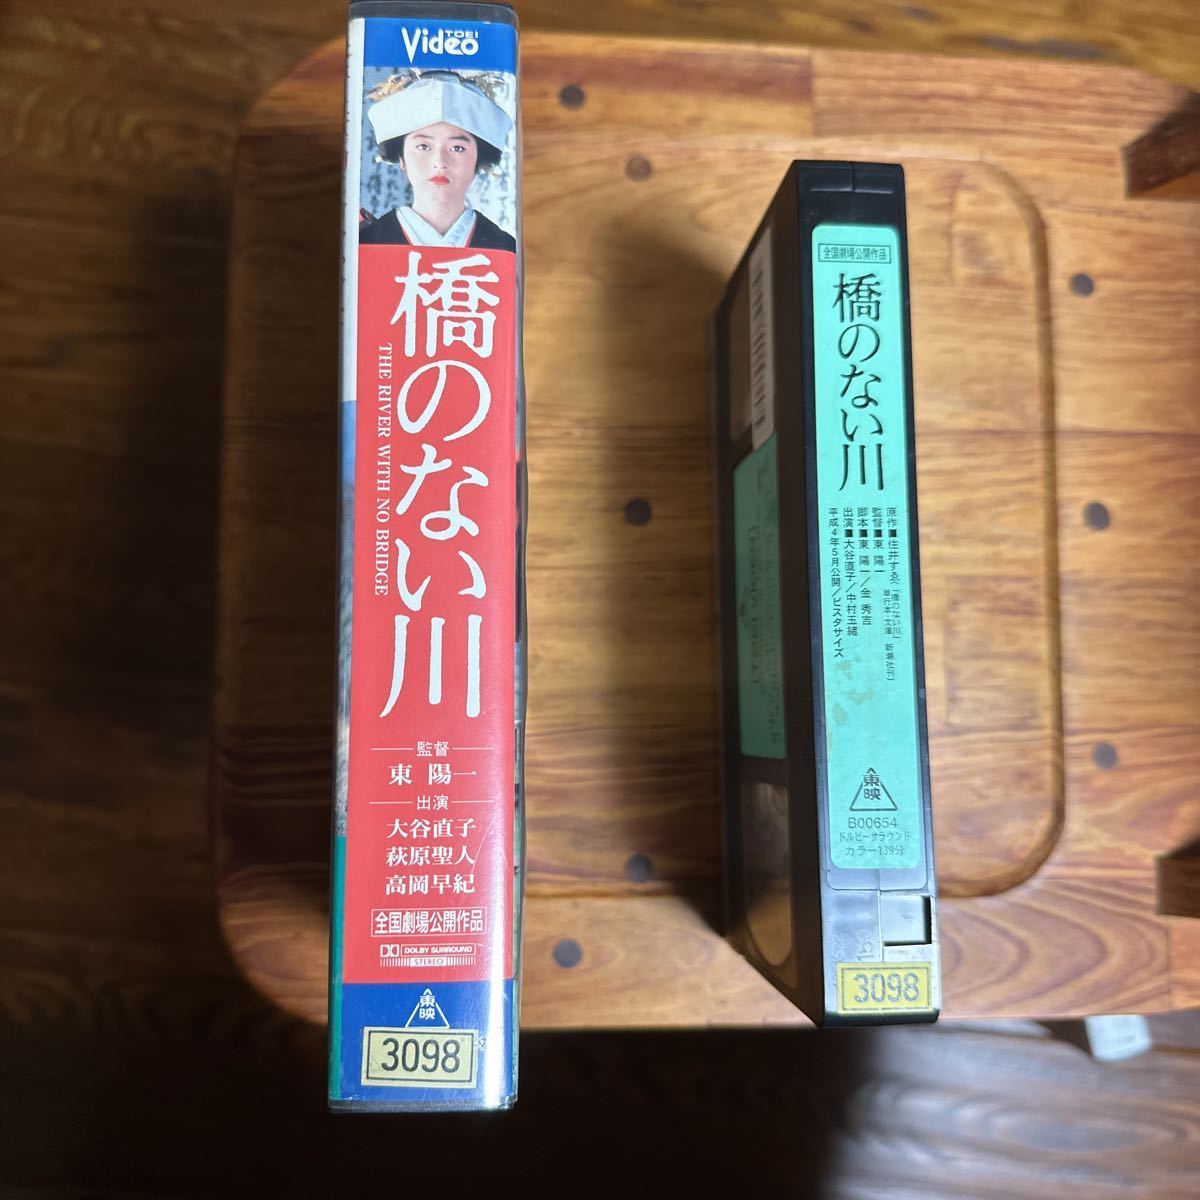 TOEI
Video
橋のない川
THE RIVER WITH NO BRIDGE
監督
東 陽一
出演
大谷直子
萩原聖人
高岡早紀
全国劇場公開作品
DOLBY SURROUND
STEREO
東映
3098
全国劇場公開作品
橋のない川
原作■住井すゑ(「橋のない川」単行本・文庫 新潮社刊)
監督■東 陽一
脚本■東 陽一/金 秀吉
出演■大谷直子/中村玉緒
平成4年5月公開/ビスタサイズ
東映
B00654
ドルビーサラウンド
カラー139分
3098